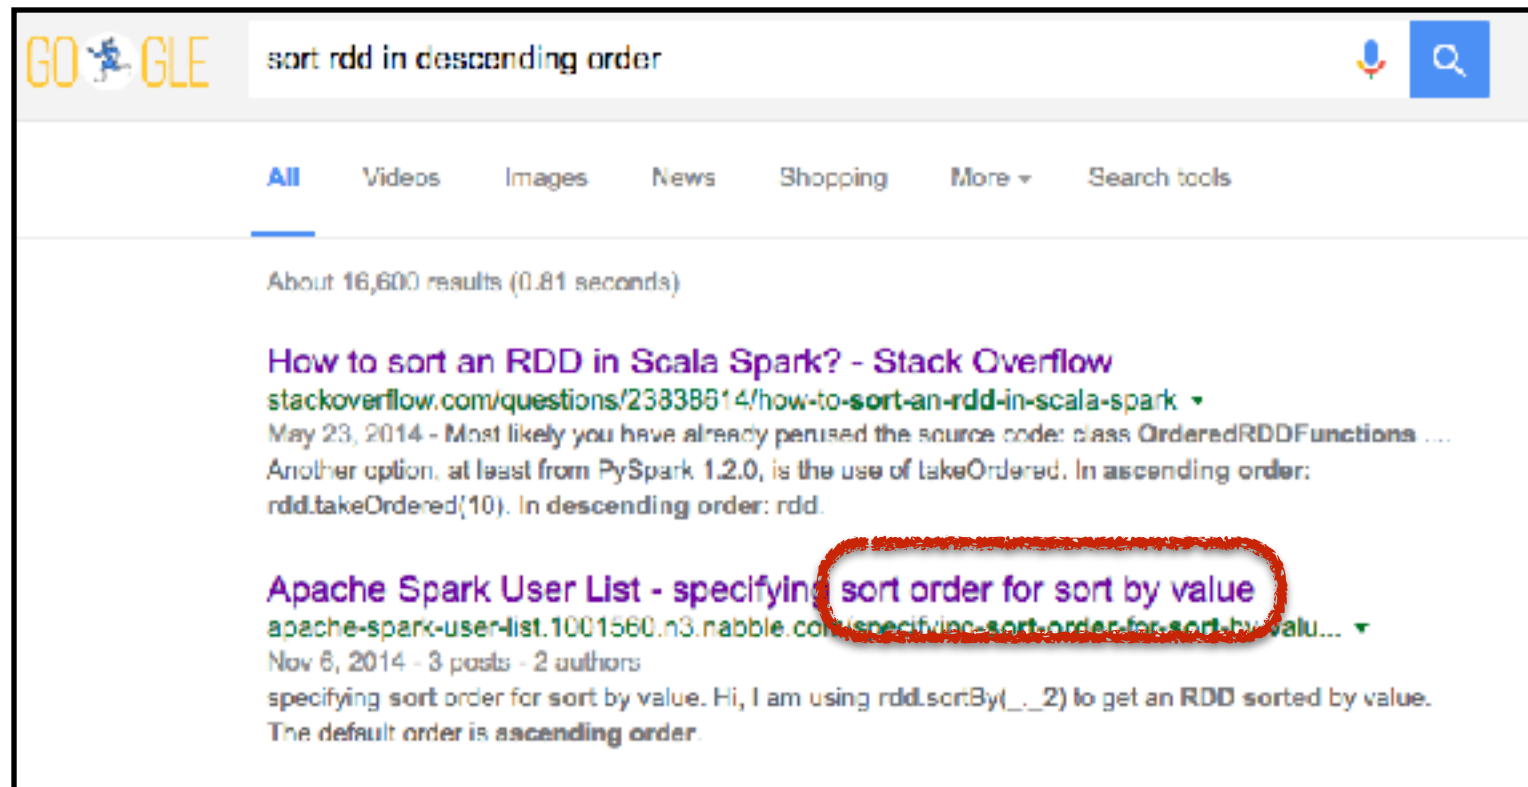 GO GLE
sort rdd in descending order
All Videos Images News Shopping More Search tools
About 16,600 results (0.81 seconds)
How to sort an RDD in Scala Spark? - Stack Overflow
stackoverflow.com/questions/23838614/how-to-sort-an-rdd-in-scala-spark
May 23, 2014 - Most likely you have already perused the source code: class OrderedRDDFunctions ....
Another option, at least from PySpark 1.2.0, is the use of takeOrdered. In ascending order:
rdd.takeOrdered(10). In descending order: rdd.
Apache Spark User List - specifying sort order for sort by value
apache-spark-user-list.1001560.n3.nabble.com/specifying-sort-order-for-sort-by-valu...
Nov 6, 2014 - 3 posts - 2 authors
specifying sort order for sort by value. Hi, I am using rdd.sortBy(_._2) to get an RDD sorted by value.
The default order is ascending order.